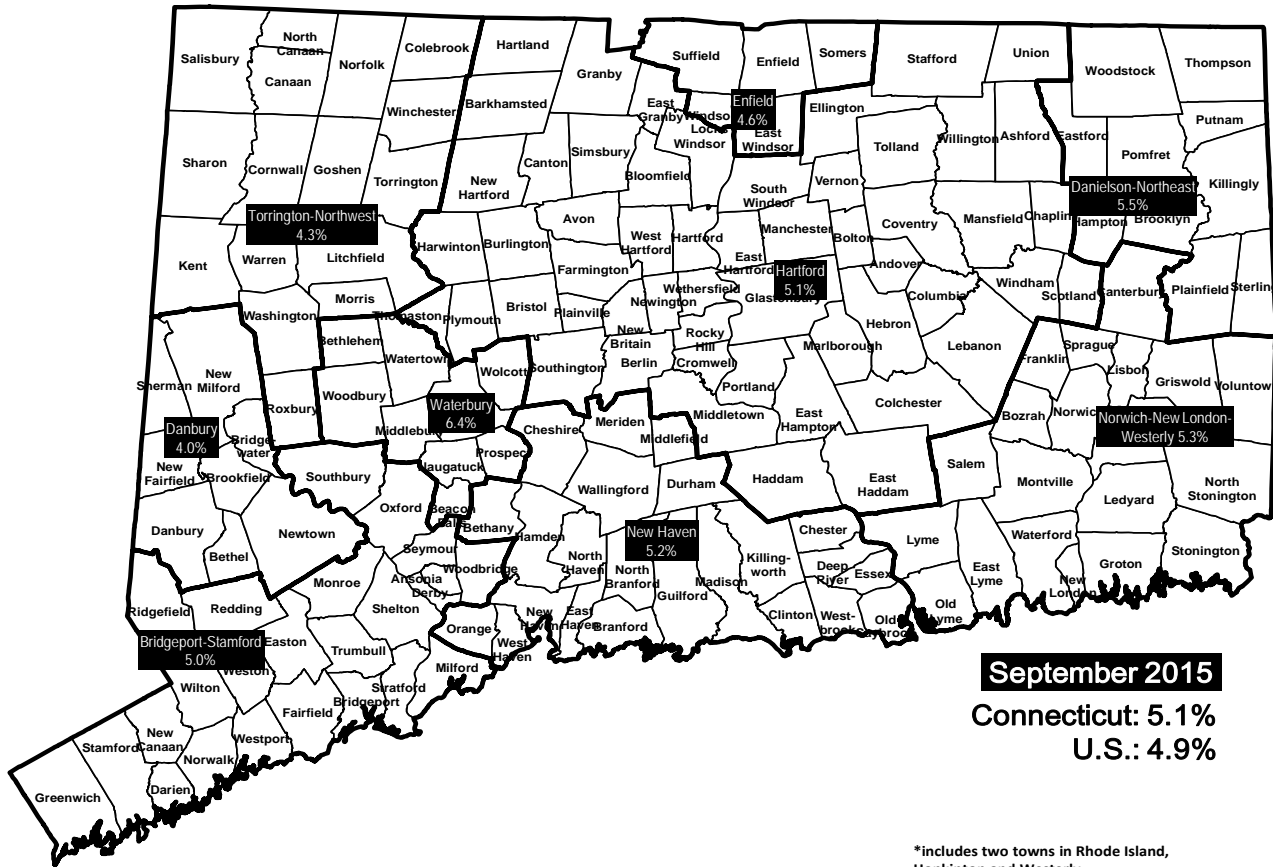 Salisbury
North
Canaan
Canaan
Norfolk
Colebrook
Hartland
Granby
Suffield
Enfield
Somers
Stafford
Union
Woodstock
Thompson
Winchester
Barkhamsted
East
Granby
Locks
Windsor
Enfield
4.6%
East
Windsor
Ellington
Tolland
Willington
Ashford
Eastford
Putnam
Pomfret
Killingly
Sharon
Cornwall
Goshen
Torrington
New
Hartford
Canton
Simsbury
Bloomfield
South
Windsor
Vernon
Torrington-Northwest
4.3%
Avon
West
Hartford
Hartford
Manchester
Bolton
Coventry
Mansfield
Chaplin
Danielson-Northeast
5.5%
Hampton
Brooklyn
Kent
Warren
Litchfield
Harwinton
Burlington
Farmington
East
Hartford
Hartford
5.1%
Glastonbury
Andover
Columbia
Windham
Scotland
Canterbury
Plainfield
Sterling
Morris
Washington
Thomaston
Plymouth
Bristol
Plainville
Newington
Wethersfield
New
Britain
Berlin
Rocky
Hill
Cromwell
Marlborough
Hebron
Lebanon
Franklin
Sprague
Lisbon
Griswold
Voluntown
Bethlehem
Watertown
Wolcott
Southington
Portland
Sherman
New
Milford
Roxbury
Woodbury
Waterbury
6.4%
Middlebury
Cheshire
Meriden
Middlefield
Middletown
East
Hampton
Colchester
Bozrah
Norwich
Norwich-New London-
Westerly 5.3%
Danbury
4.0%
Bridge-
water
New
Fairfield
Brookfield
Southbury
Naugatuck
Prospect
Wallingford
Durham
Haddam
East
Haddam
Salem
Montville
Ledyard
North
Stonington
Danbury
Bethel
Newtown
Oxford
Beacon
Falls
Bethany
Hamden
New Haven
5.2%
Chester
Lyme
Waterford
Stonington
Seymour
Woodbridge
North
Haven
North
Branford
Killing-
worth
Deep
River
Essex
East
Lyme
Groton
New
London
Monroe
Ansonia
Derby
Shelton
Guilford
Madison
Clinton
West-
brook
Old
Saybrook
Old
Lyme
Ridgefield
Redding
Orange
New
Haven
East
Haven
Branford
West
Haven
Bridgeport-Stamford
5.0%
Easton
Trumbull
Milford
Weston
Wilton
Stratford
Bridgeport
Fairfield
Stamford
New
Canaan
Westport
Norwalk
Greenwich
Darien
September 2015
Connecticut: 5.1%
U.S.: 4.9%
*includes two towns in Rhode Island,
Hopkinton and Westerly